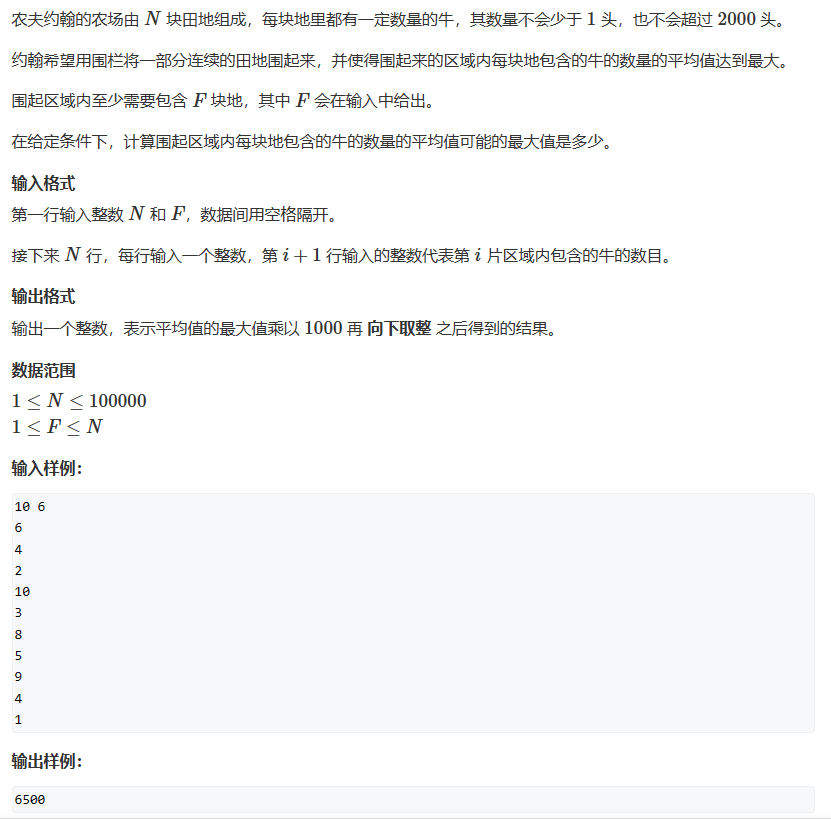 农夫约翰的农场由 N 块田地组成，每块地里都有一定数量的牛，其数量不会少于 1 头，也不会超过 2000 头。
约翰希望用围栏将一部分连续的田地围起来，并使得围起来的区域内每块地包含的牛的数量的平均值达到最大。
围起区域内至少需要包含 F 块地，其中 F 会在输入中给出。
在给定条件下，计算围起区域内每块地包含的牛的数量的平均值可能的最大值是多少。
输入格式
第一行输入整数 N 和 F，数据间用空格隔开。
接下来 N 行，每行输入一个整数，第 i + 1 行输入的整数代表第 i 片区域内包含的牛的数目。
输出格式
输出一个整数，表示平均值的最大值乘以 1000 再 向下取整 之后得到的结果。
数据范围
1 ≤ N ≤ 100000
1 ≤ F ≤ N
输入样例：
10 6
6
4
2
10
3
8
5
9
4
1
输出样例：
6500